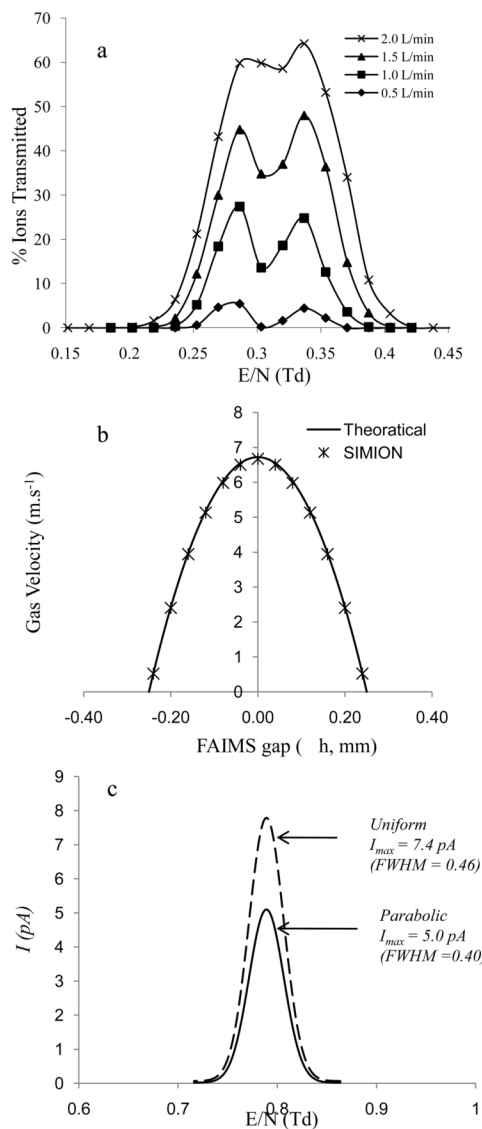 a
70
60
50
40
30
20
10
0
% Ions Transmitted
2.0 L/min
1.5 L/min
1.0 L/min
0.5 L/min
0.15 0.2 0.25 0.3 0.35 0.4 0.45
E/N (Td)
b
8
7
6
5
4
3
2
1
0
Gas Velocity (m.s-1)
Theoratical
SIMION
-0.40 -0.20 0.00 0.20 0.40
FAIMS gap ( h, mm)
c
9
8
7
6
5
4
3
2
1
0
I (pA)
Uniform
Imax = 7.4 pA
(FWHM = 0.46)
Parabolic
Imax = 5.0 pA
(FWHM =0.40)
0.6 0.7 0.8 0.9 1
E/N (Td)